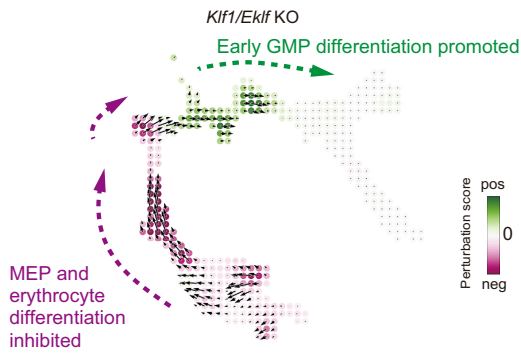 Klf1/Eklf KO
Early GMP differentiation promoted
MEP and
erythrocyte
differentiation
inhibited
Perturbation score
pos
0
neg